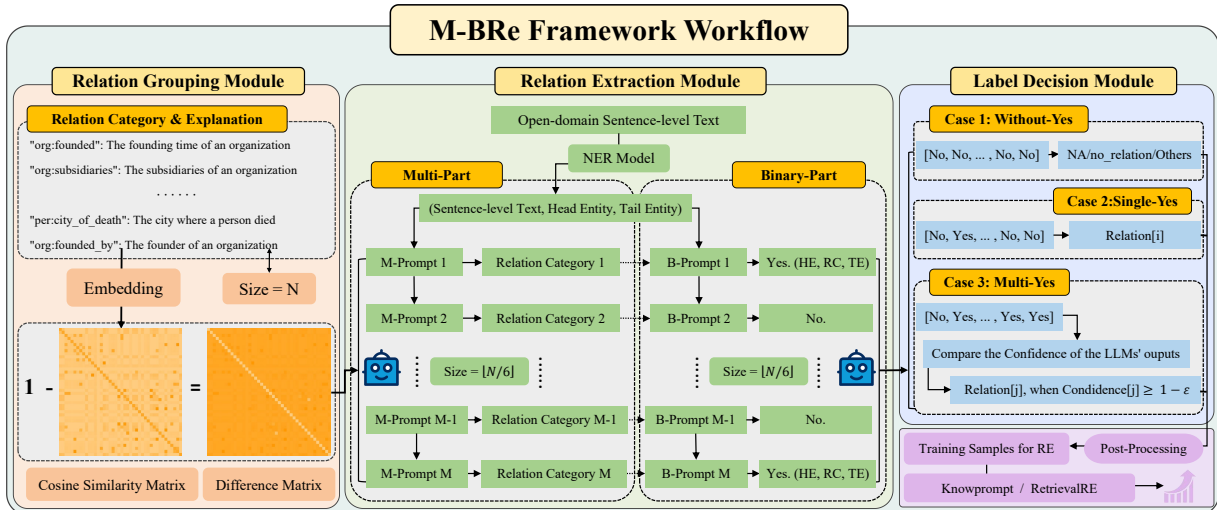 M-BRe Framework Workflow
Relation Grouping Module
Relation Category & Explanation
"org:founded": The founding time of an organization
"org:subsidiaries": The subsidiaries of an organization
. . . . . .
"per:city_of_death": The city where a person died
"org:founded_by": The founder of an organization
Embedding
Size = N
1 - =
Cosine Similarity Matrix
Difference Matrix
Relation Extraction Module
Open-domain Sentence-level Text
NER Model
Multi-Part
Binary-Part
(Sentence-level Text, Head Entity, Tail Entity)
M-Prompt 1
Relation Category 1
B-Prompt 1
Yes. (HE, RC, TE)
M-Prompt 2
Relation Category 2
B-Prompt 2
No.
Size = ⌊N/6⌋
Size = ⌊N/6⌋
M-Prompt M-1
Relation Category M-1
B-Prompt M-1
No.
M-Prompt M
Relation Category M
B-Prompt M
Yes. (HE, RC, TE)
Label Decision Module
Case 1: Without-Yes
[No, No, ... , No, No]
NA/no_relation/Others
Case 2:Single-Yes
[No, Yes, ... , No, No]
Relation[i]
Case 3: Multi-Yes
[No, Yes, ... , Yes, Yes]
Compare the Confidence of the LLMs' ouputs
Relation[j], when Condidence[j] ≥ 1 − ε
Training Samples for RE
Post-Processing
Knowprompt / RetrievalRE